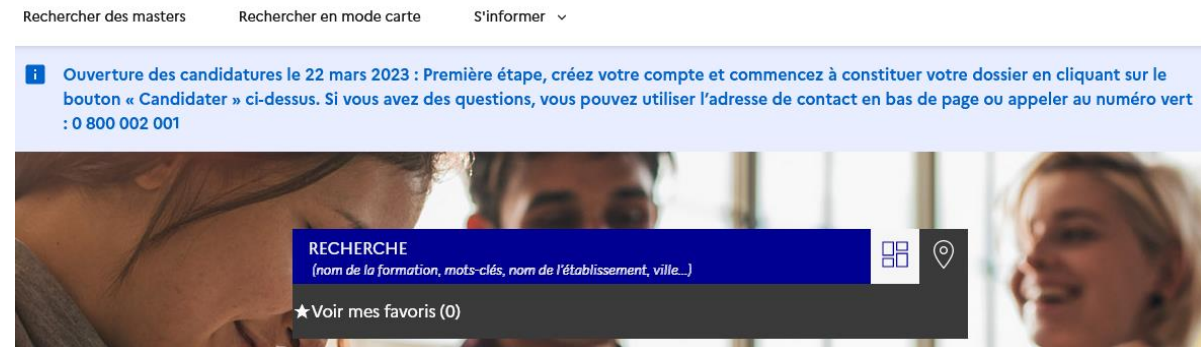 Rechercher des masters Rechercher en mode carte S'informer
Ouverture des candidatures le 22 mars 2023 : Première étape, créez votre compte et commencez à constituer votre dossier en cliquant sur le
bouton « Candidater » ci-dessus. Si vous avez des questions, vous pouvez utiliser l'adresse de contact en bas de page ou appeler au numéro vert
: 0 800 002 001
RECHERCHE
(nom de la formation, mots-clés, nom de l'établissement, ville...)
★Voir mes favoris (0)